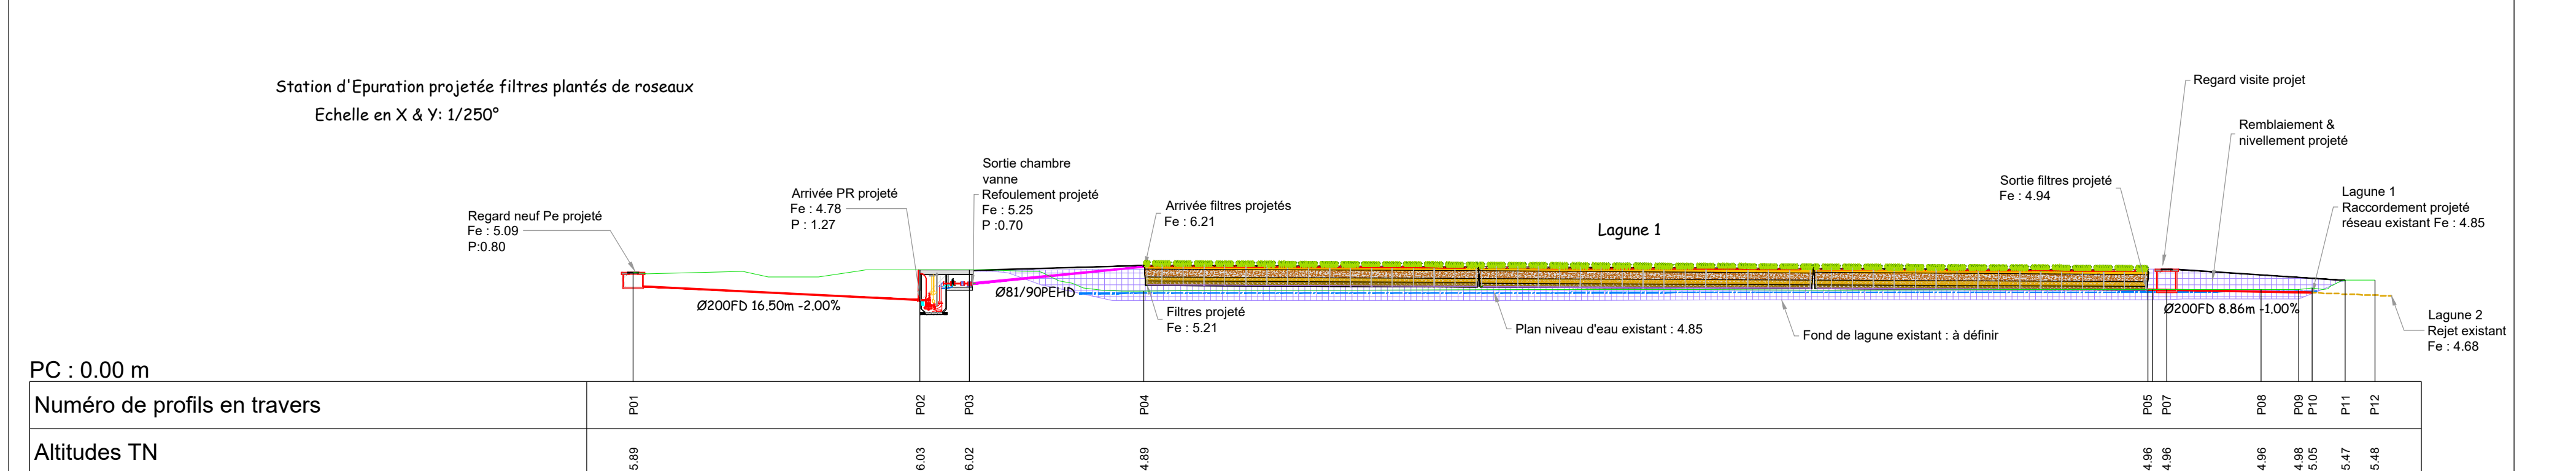 Station d'Epuration projetée filtres plantés de roseaux
Echelle en X & Y: 1/250°
Regard neuf Pe projeté
Fe : 5.09
P:0.80
Arrivée PR projeté
Fe : 4.78
P : 1.27
Sortie chambre
vanne
Refoulement projeté
Fe : 5.25
P :0.70
Arrivée filtres projetés
Fe : 6.21
Lagune 1
Sortie filtres projeté
Fe : 4.94
Regard visite projet
Remblaiement &
nivellement projeté
Lagune 1
Raccordement projeté
réseau existant Fe : 4.85
Ø200FD 16.50m -2.00%
Ø81/90PEHD
Filtres projeté
Fe : 5.21
Plan niveau d'eau existant : 4.85
Fond de lagune existant : à définir
Ø200FD 8.86m -1.00%
Lagune 2
Rejet existant
Fe : 4.68
PC : 0.00 m
Numéro de profils en travers
P01
P02
P03
P04
P05
P07
P08
P09
P10
P11
P12
Altitudes TN
5.89
6.03
6.02
4.89
4.96
4.96
4.96
4.98
5.05
5.47
5.48